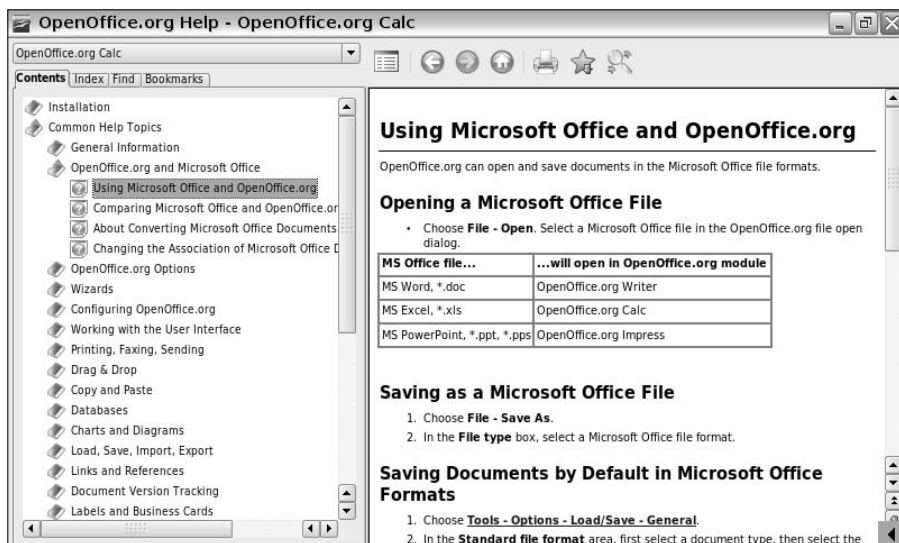 OpenOffice.org Help - OpenOffice.org Calc
OpenOffice.org Calc
Contents Index Find Bookmarks
Installation
Common Help Topics
General Information
OpenOffice.org and Microsoft Office
Using Microsoft Office and OpenOffice.org
Comparing Microsoft Office and OpenOffice.or
About Converting Microsoft Office Documents
Changing the Association of Microsoft Office D
OpenOffice.org Options
Wizards
Configuring OpenOffice.org
Working with the User Interface
Printing, Faxing, Sending
Drag & Drop
Copy and Paste
Databases
Charts and Diagrams
Load, Save, Import, Export
Links and References
Document Version Tracking
Labels and Business Cards
Using Microsoft Office and OpenOffice.org
OpenOffice.org can open and save documents in the Microsoft Office file formats.
Opening a Microsoft Office File
• Choose File - Open. Select a Microsoft Office file in the OpenOffice.org file open
dialog.
MS Office file... ...will open in OpenOffice.org module
MS Word, *.doc OpenOffice.org Writer
MS Excel, *.xls OpenOffice.org Calc
MS PowerPoint, *.ppt, *.pps OpenOffice.org Impress
Saving as a Microsoft Office File
1. Choose File - Save As.
2. In the File type box, select a Microsoft Office file format.
Saving Documents by Default in Microsoft Office
Formats
1. Choose Tools - Options - Load/Save - General.
2. In the Standard file format area, first select a document type, then select the